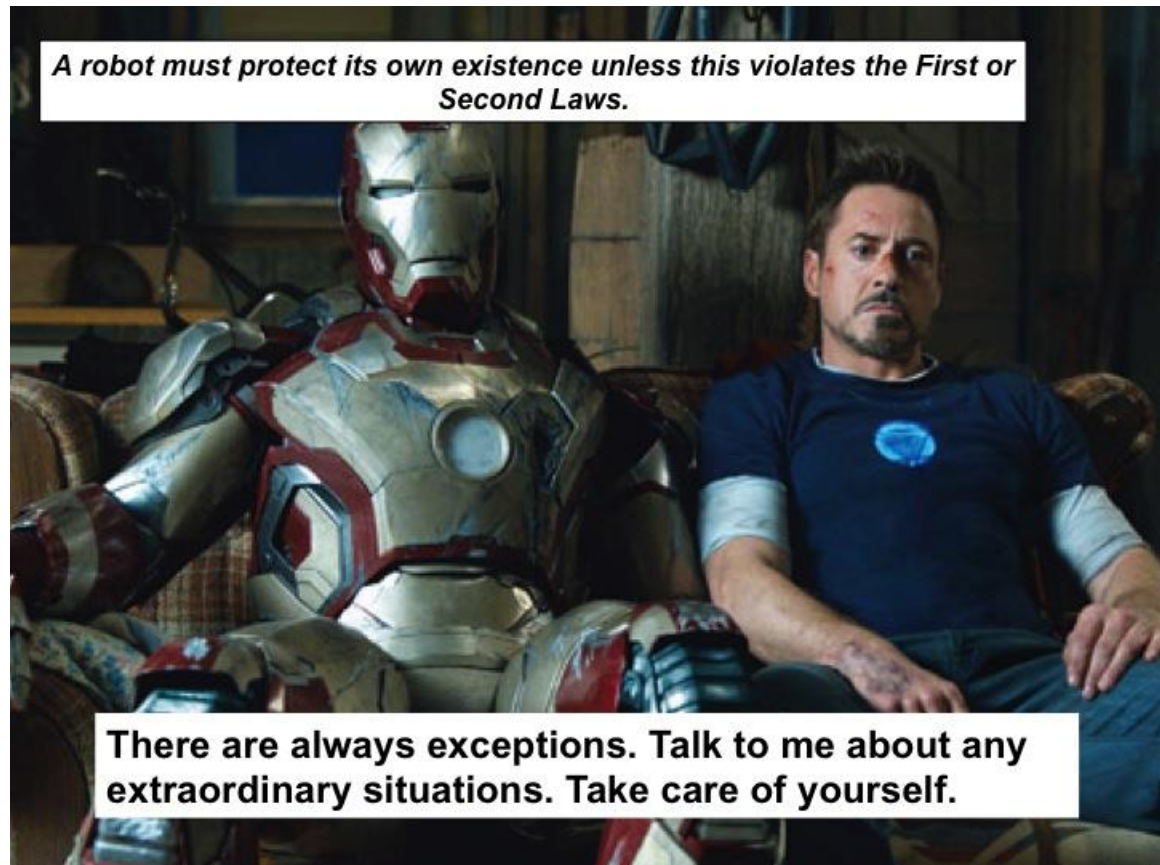 A robot must protect its own existence unless this violates the First or
Second Laws.
There are always exceptions. Talk to me about any
extraordinary situations. Take care of yourself.